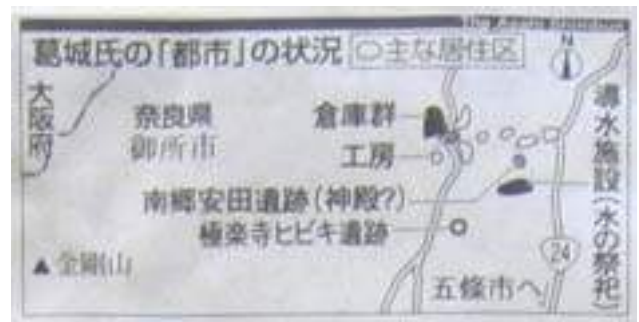 The Asahi Shimbun
葛城氏の「都市」の状況 ○主な居住区
N
大阪府
奈良県
御所市
倉庫群
工房
南郷安田遺跡(神殿?)
極楽寺ヒビキ遺跡
▲金剛山
導水施設(水の祭祀)
24
五條市へ